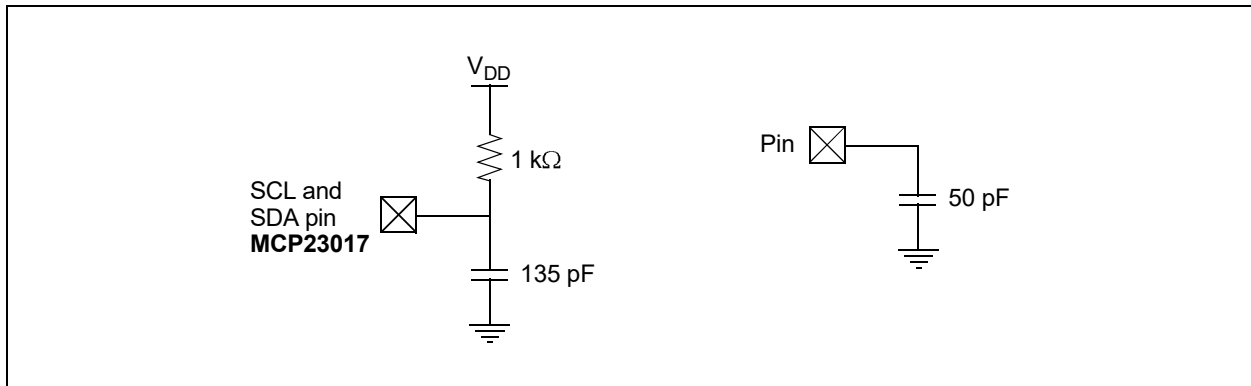 VDD
1 kΩ
SCL and
SDA pin
MCP23017
135 pF
Pin
50 pF